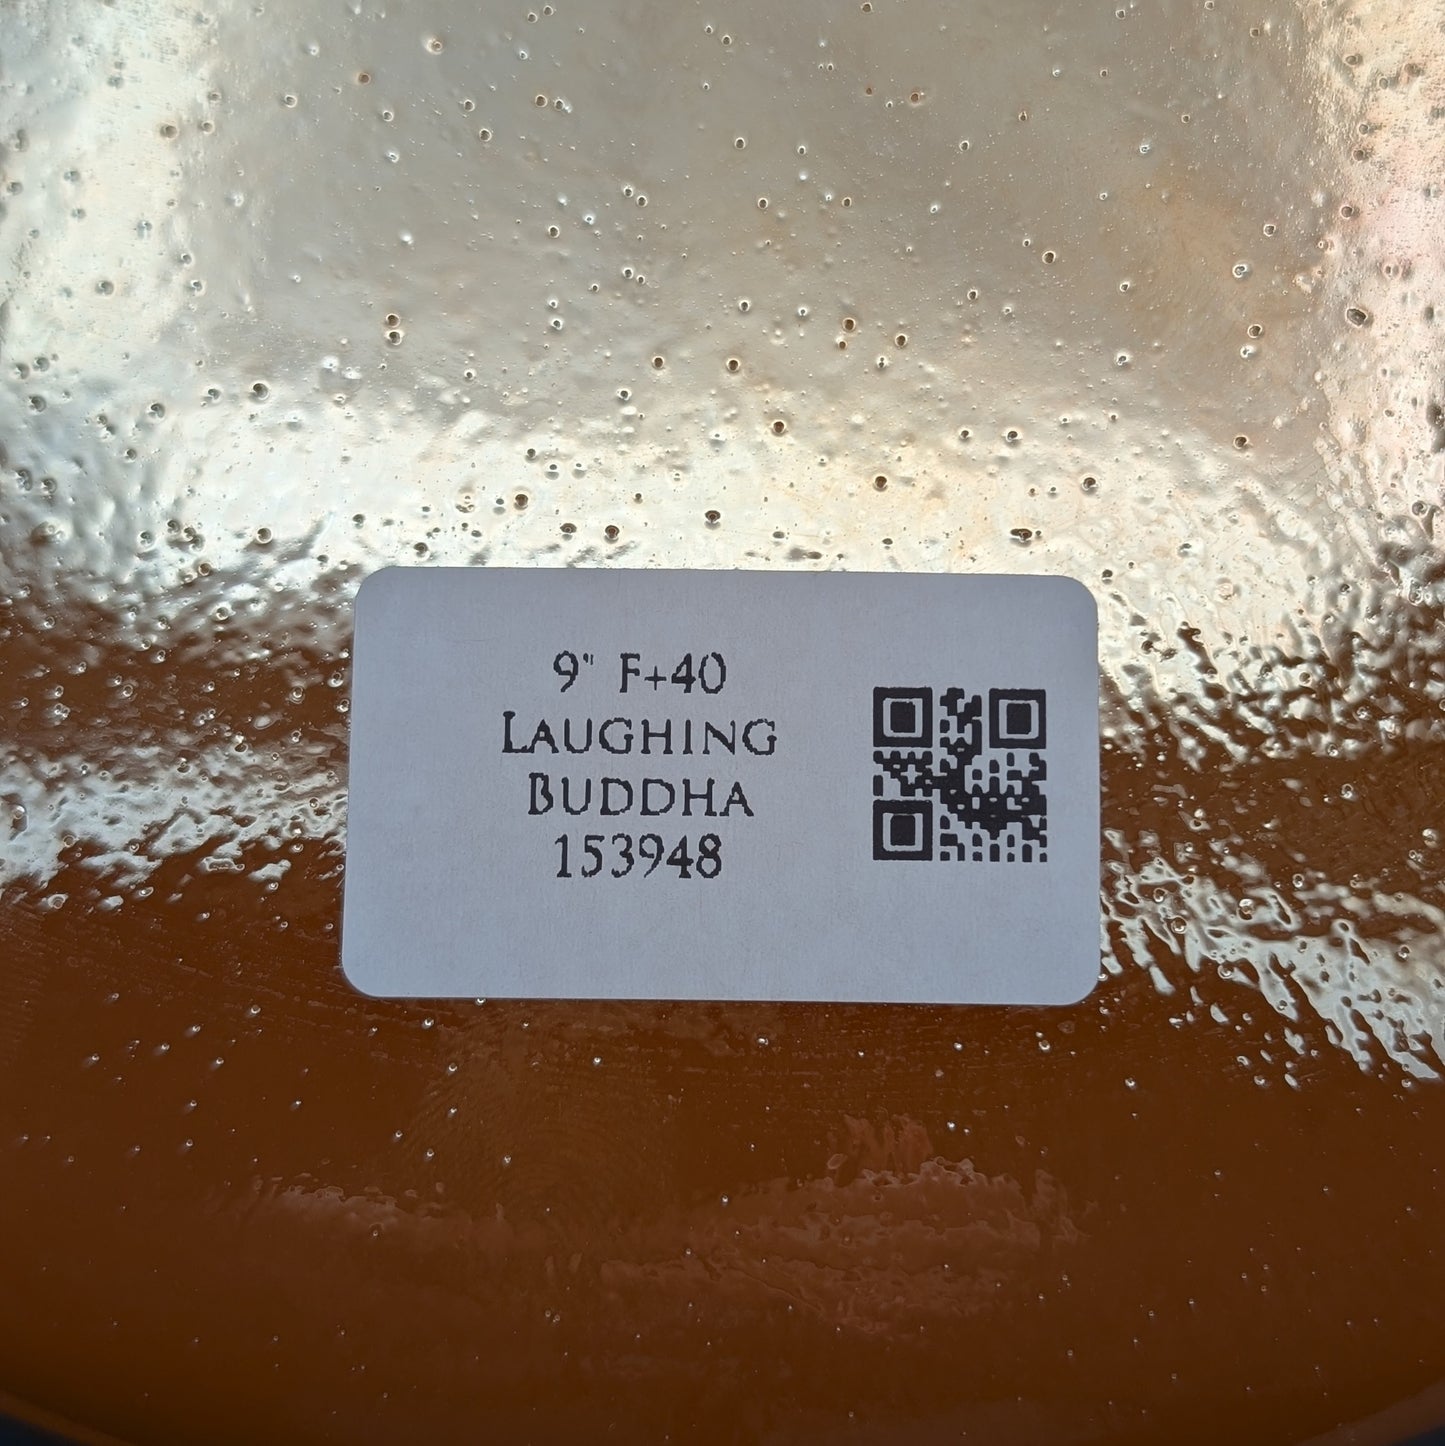 9" F+40
LAUGHING
BUDDHA
153948